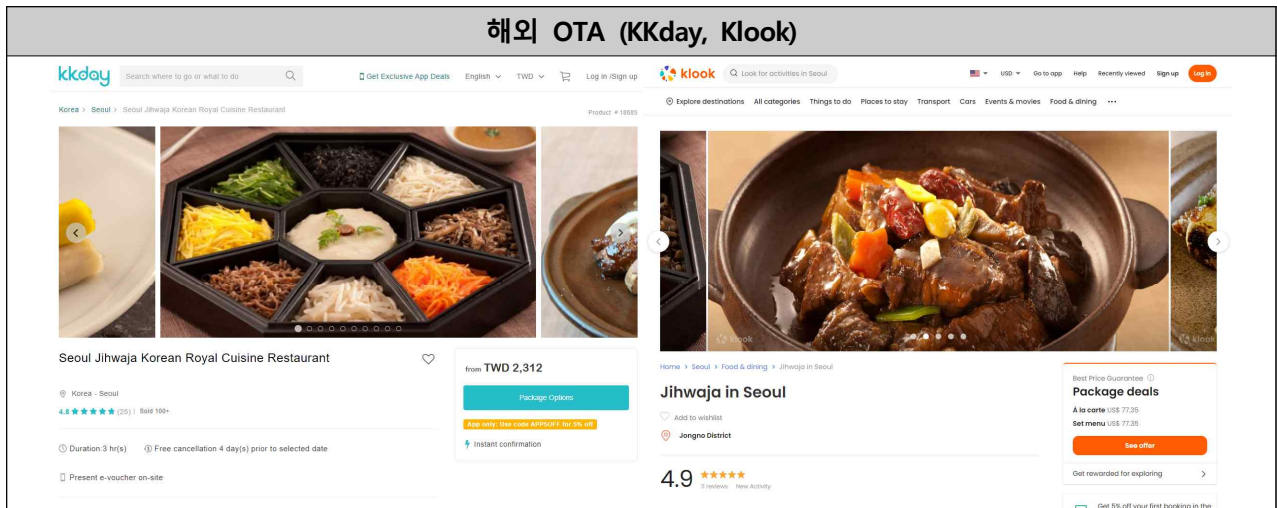 해외 OTA (KKday, Klook)
kkday
Search where to go or what to do
Get Exclusive App Deals English TWD Log In /Sign up
Korea > Seoul > Seoul Jihwaja Korean Royal Cuisine Restaurant
Product # 18685
Seoul Jihwaja Korean Royal Cuisine Restaurant
Korea - Seoul
4.8 ★★★★★ (25) | Sold 100+
Duration:3 hr(s) Free cancellation 4 day(s) prior to selected date
Present e-voucher on-site
from TWD 2,312
Package Options
App only: Use code APP5OFF for 5% off
Instant confirmation
klook
Look for activities in Seoul
USD Go to app Help Recently viewed Sign up Log in
Explore destinations All categories Things to do Places to stay Transport Cars Events & movies Food & dining ...
klook
klook
Home > Seoul > Food & dining > Jihwaja in Seoul
Jihwaja in Seoul
Add to wishlist
Jongno District
4.9 ★★★★★
reviews New Activity
Best Price Guarantee
Package deals
À la carte US$ 77.35
Set menu US$ 77.35
See offer
Get rewarded for exploring >
Get 5% off your first booking in the